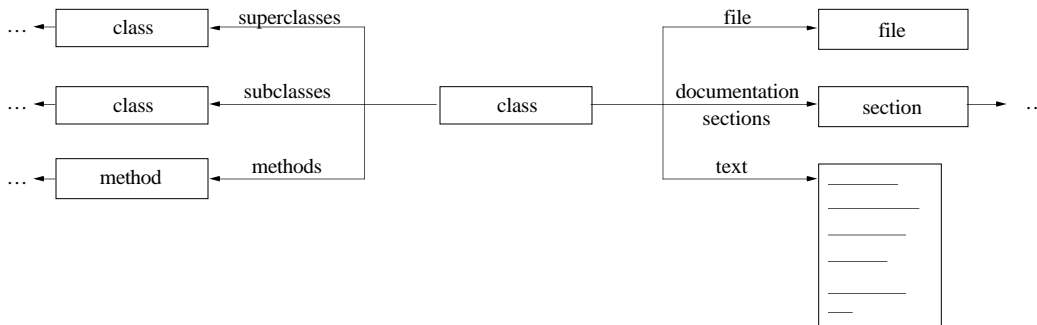 … class superclasses file file
… class subclasses class documentation section ..
sections
… method methods text